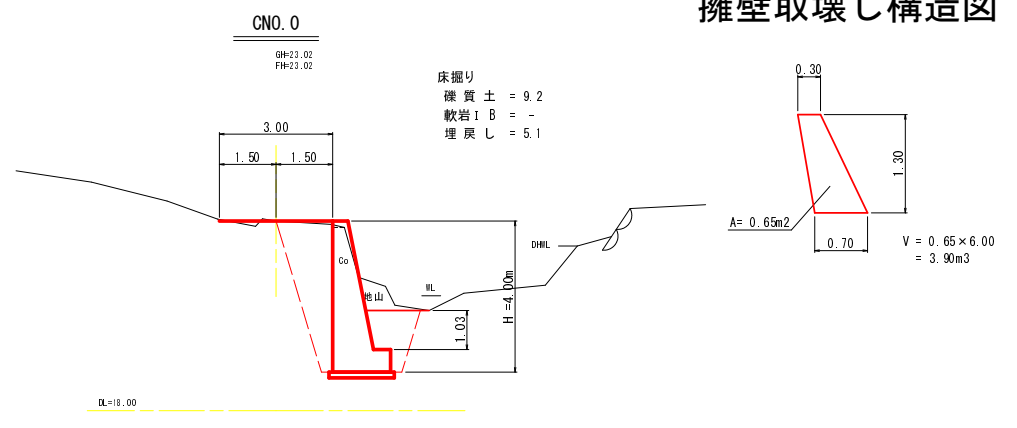 擁壁取壊し構造図
CNO.0
GH=23.02
FH=23.02
床掘り
礫 質 土 = 9.2
軟岩Ⅰ B = -
埋 戻 し = 5.1
3.00
1.50
1.50
Co
地山
WL
DHWL
H =4.00m
1.03
DL=18.00
0.30
1.30
A= 0.65m2
0.70
V = 0.65×6.00
= 3.90m3